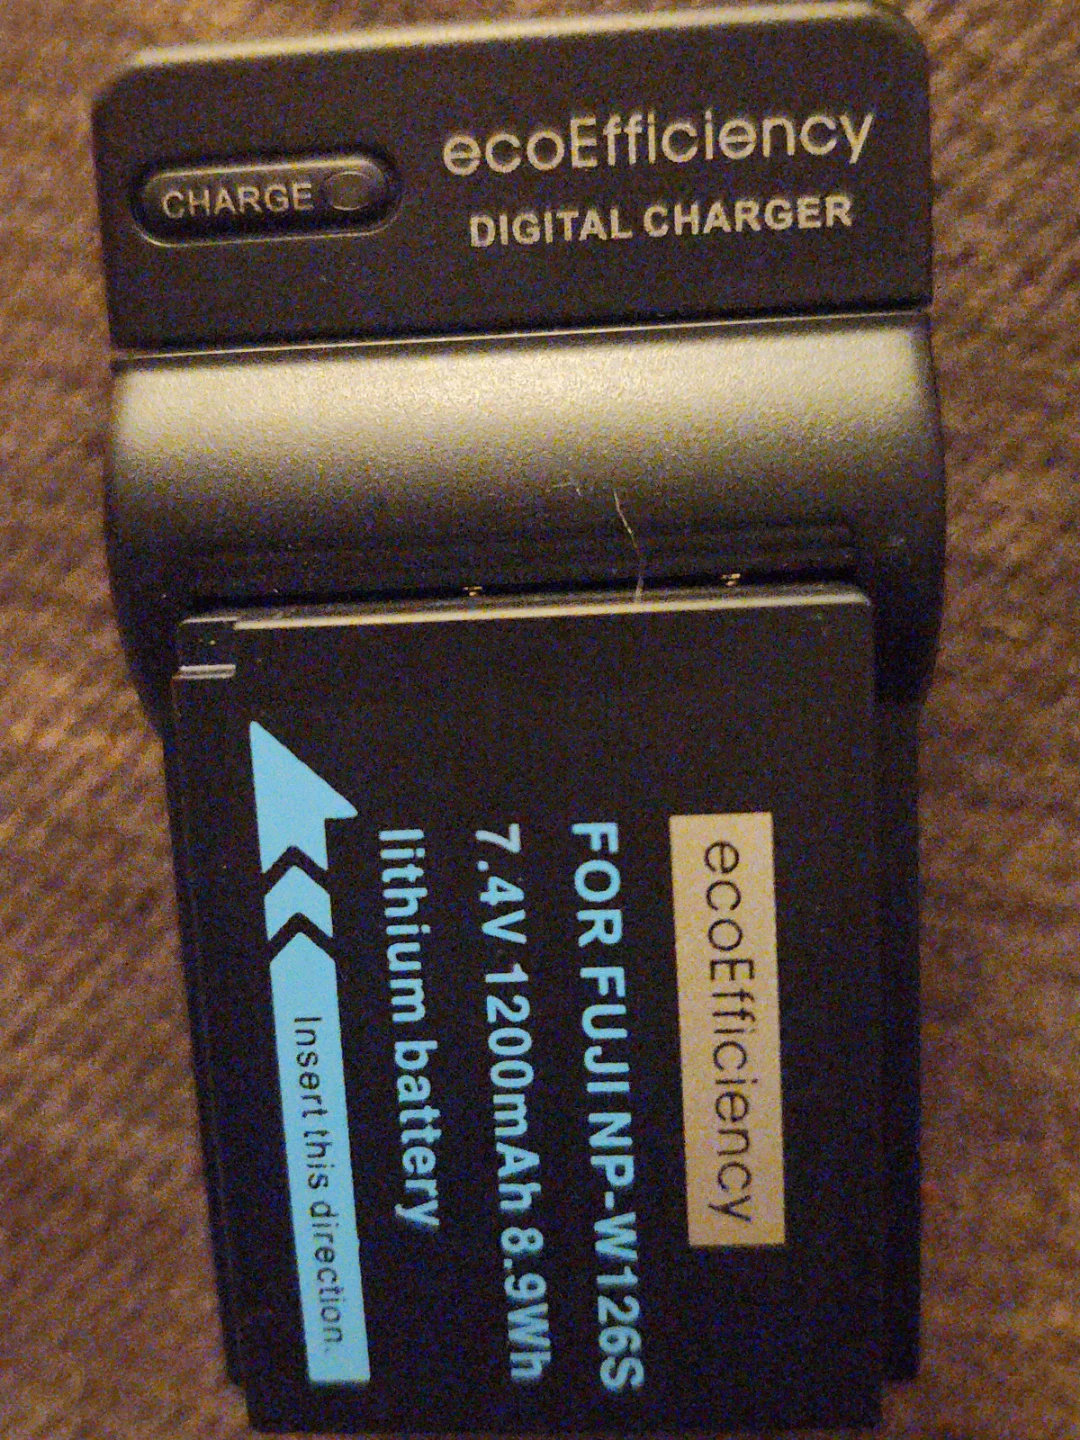 ecoEfficiency
DIGITAL CHARGER
CHARGE
ecoEfficiency
FOR FUJI NP-W126S
7.4V 1200mAh 8.9Wh
lithium battery
Insert this direction.